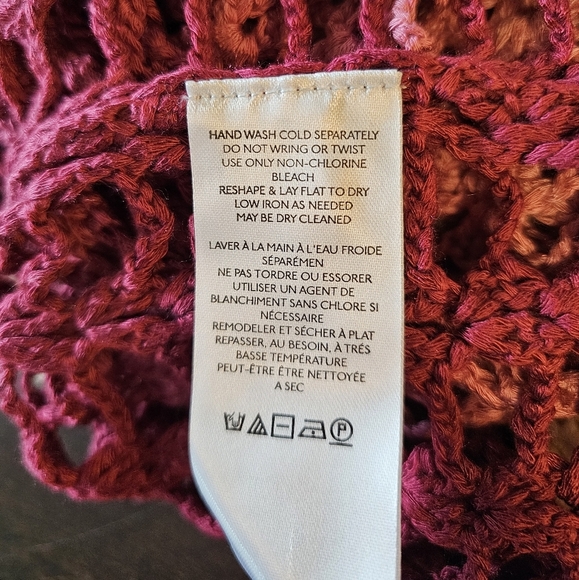 HAND WASH COLD SEPARATELY
DO NOT WRING OR TWIST
USE ONLY NON-CHLORINE
BLEACH
RESHAPE & LAY FLAT TO DRY
LOW IRON AS NEEDED
MAY BE DRY CLEANED
LAVER À LA MAIN À L'EAU FROIDE
SÉPARÉMEN
NE PAS TORDRE OU ESSORER
UTILISER UN AGENT DE
BLANCHIMENT SANS CHLORE SI
NÉCESSAIRE
REMODELER ET SÉCHER À PLAT
REPASSER, AU BESOIN, À TRÉS
BASSE TEMPÉRATURE
PEUT-ÊTRE ÊTRE NETTOYÉE
A SEC
P